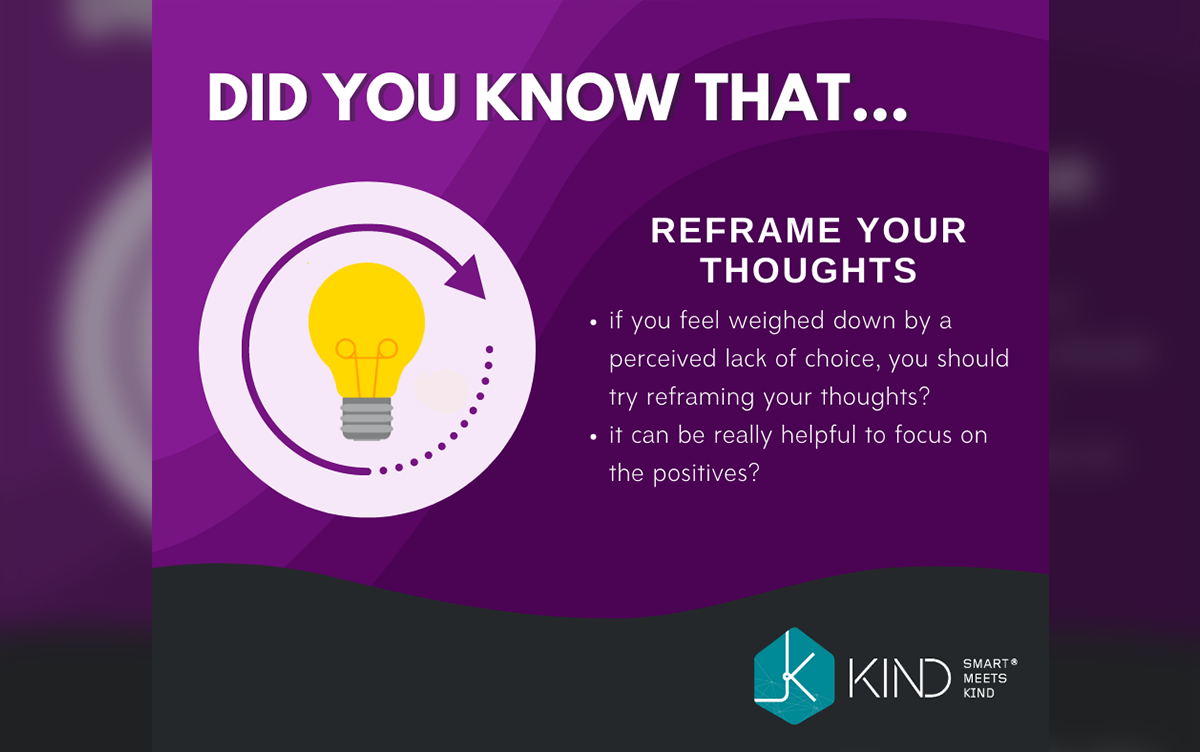 DID YOU KNOW THAT...
REFRAME YOUR
THOUGHTS
• if you feel weighed down by a
perceived lack of choice, you should
try reframing your thoughts?
• it can be really helpful to focus on
the positives?
KIND
SMART®
MEETS
KIND